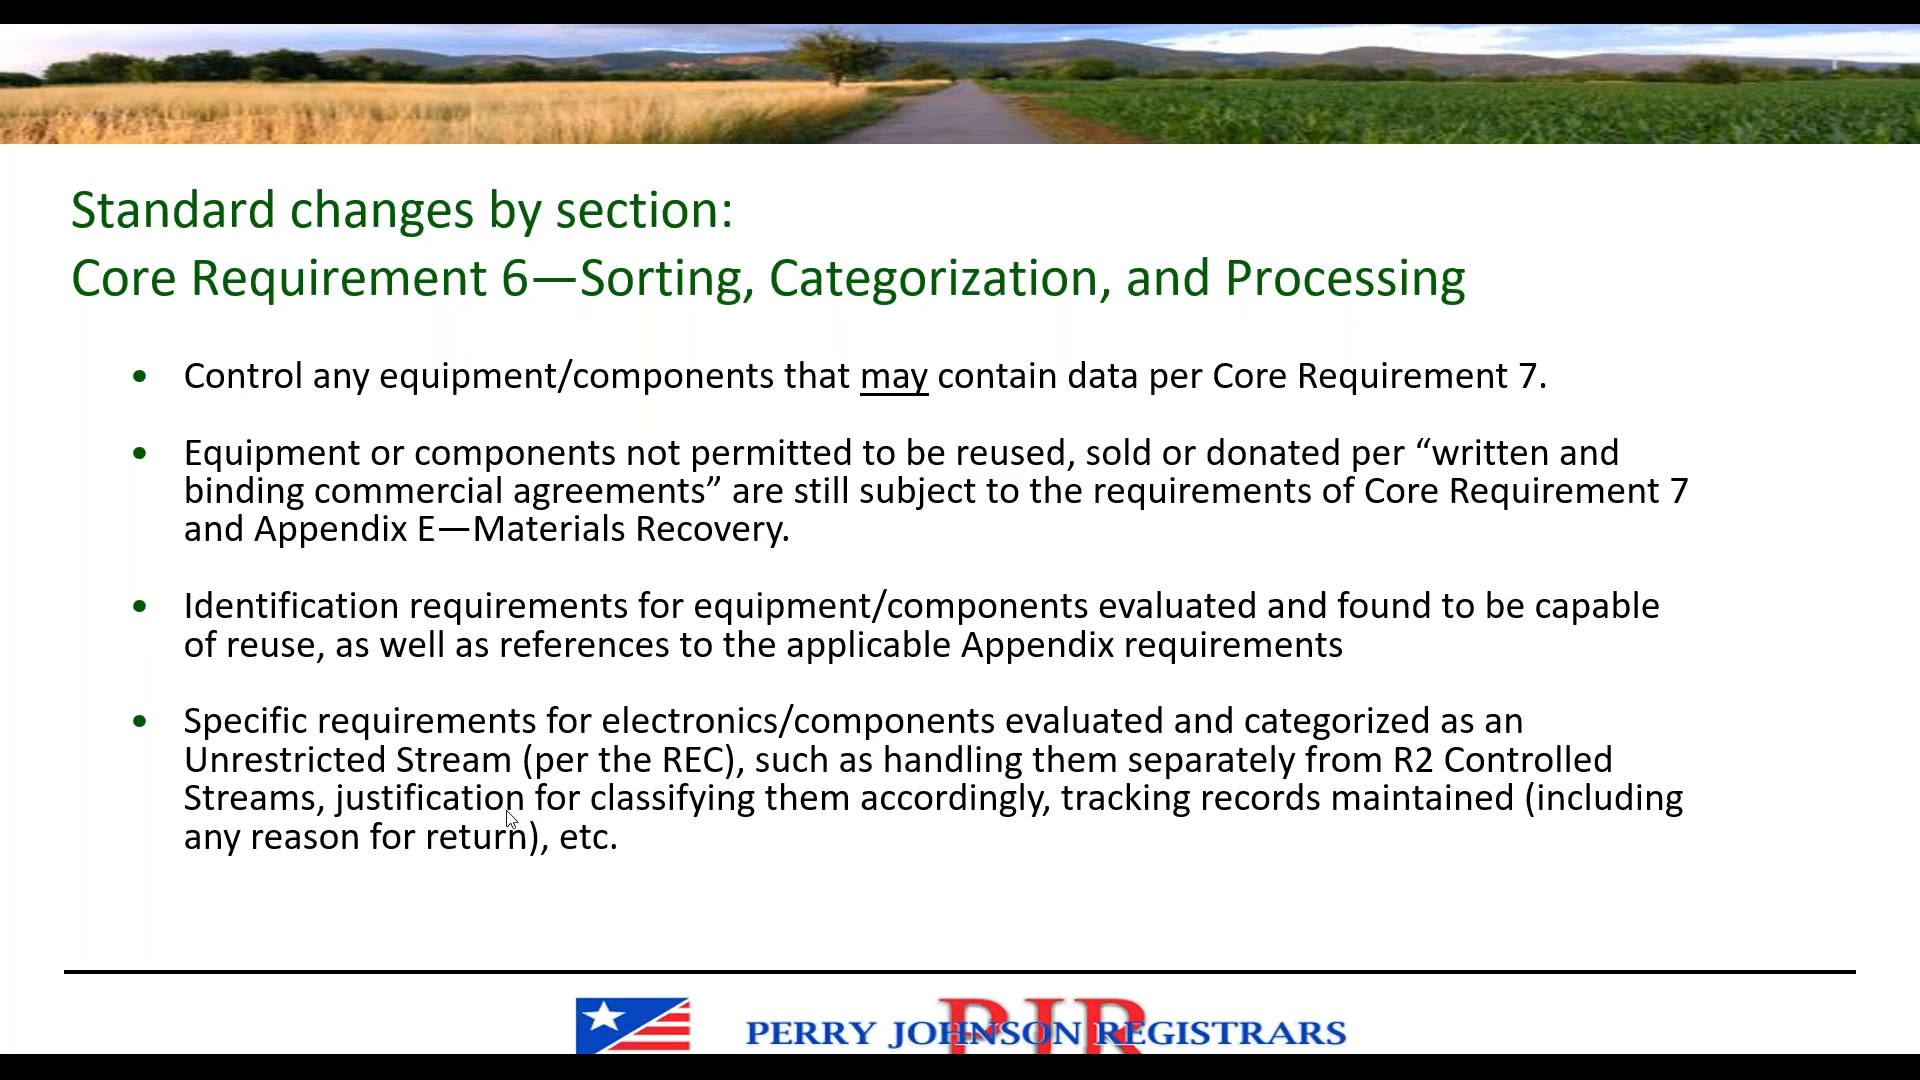 Standard changes by section:
Core Requirement 6—Sorting, Categorization, and Processing
• Control any equipment/components that may contain data per Core Requirement 7.
• Equipment or components not permitted to be reused, sold or donated per “written and
binding commercial agreements” are still subject to the requirements of Core Requirement 7
and Appendix E—Materials Recovery.
• Identification requirements for equipment/components evaluated and found to be capable
of reuse, as well as references to the applicable Appendix requirements
• Specific requirements for electronics/components evaluated and categorized as an
Unrestricted Stream (per the REC), such as handling them separately from R2 Controlled
Streams, justification for classifying them accordingly, tracking records maintained (including
any reason for return), etc.
PJR
PERRY JOHNSON REGISTRARS